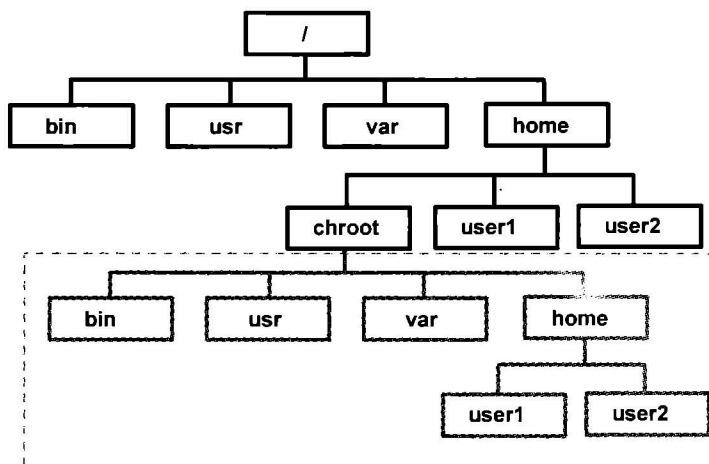 /
bin usr var home
chroot user1 user2
bin usr var home
user1 user2